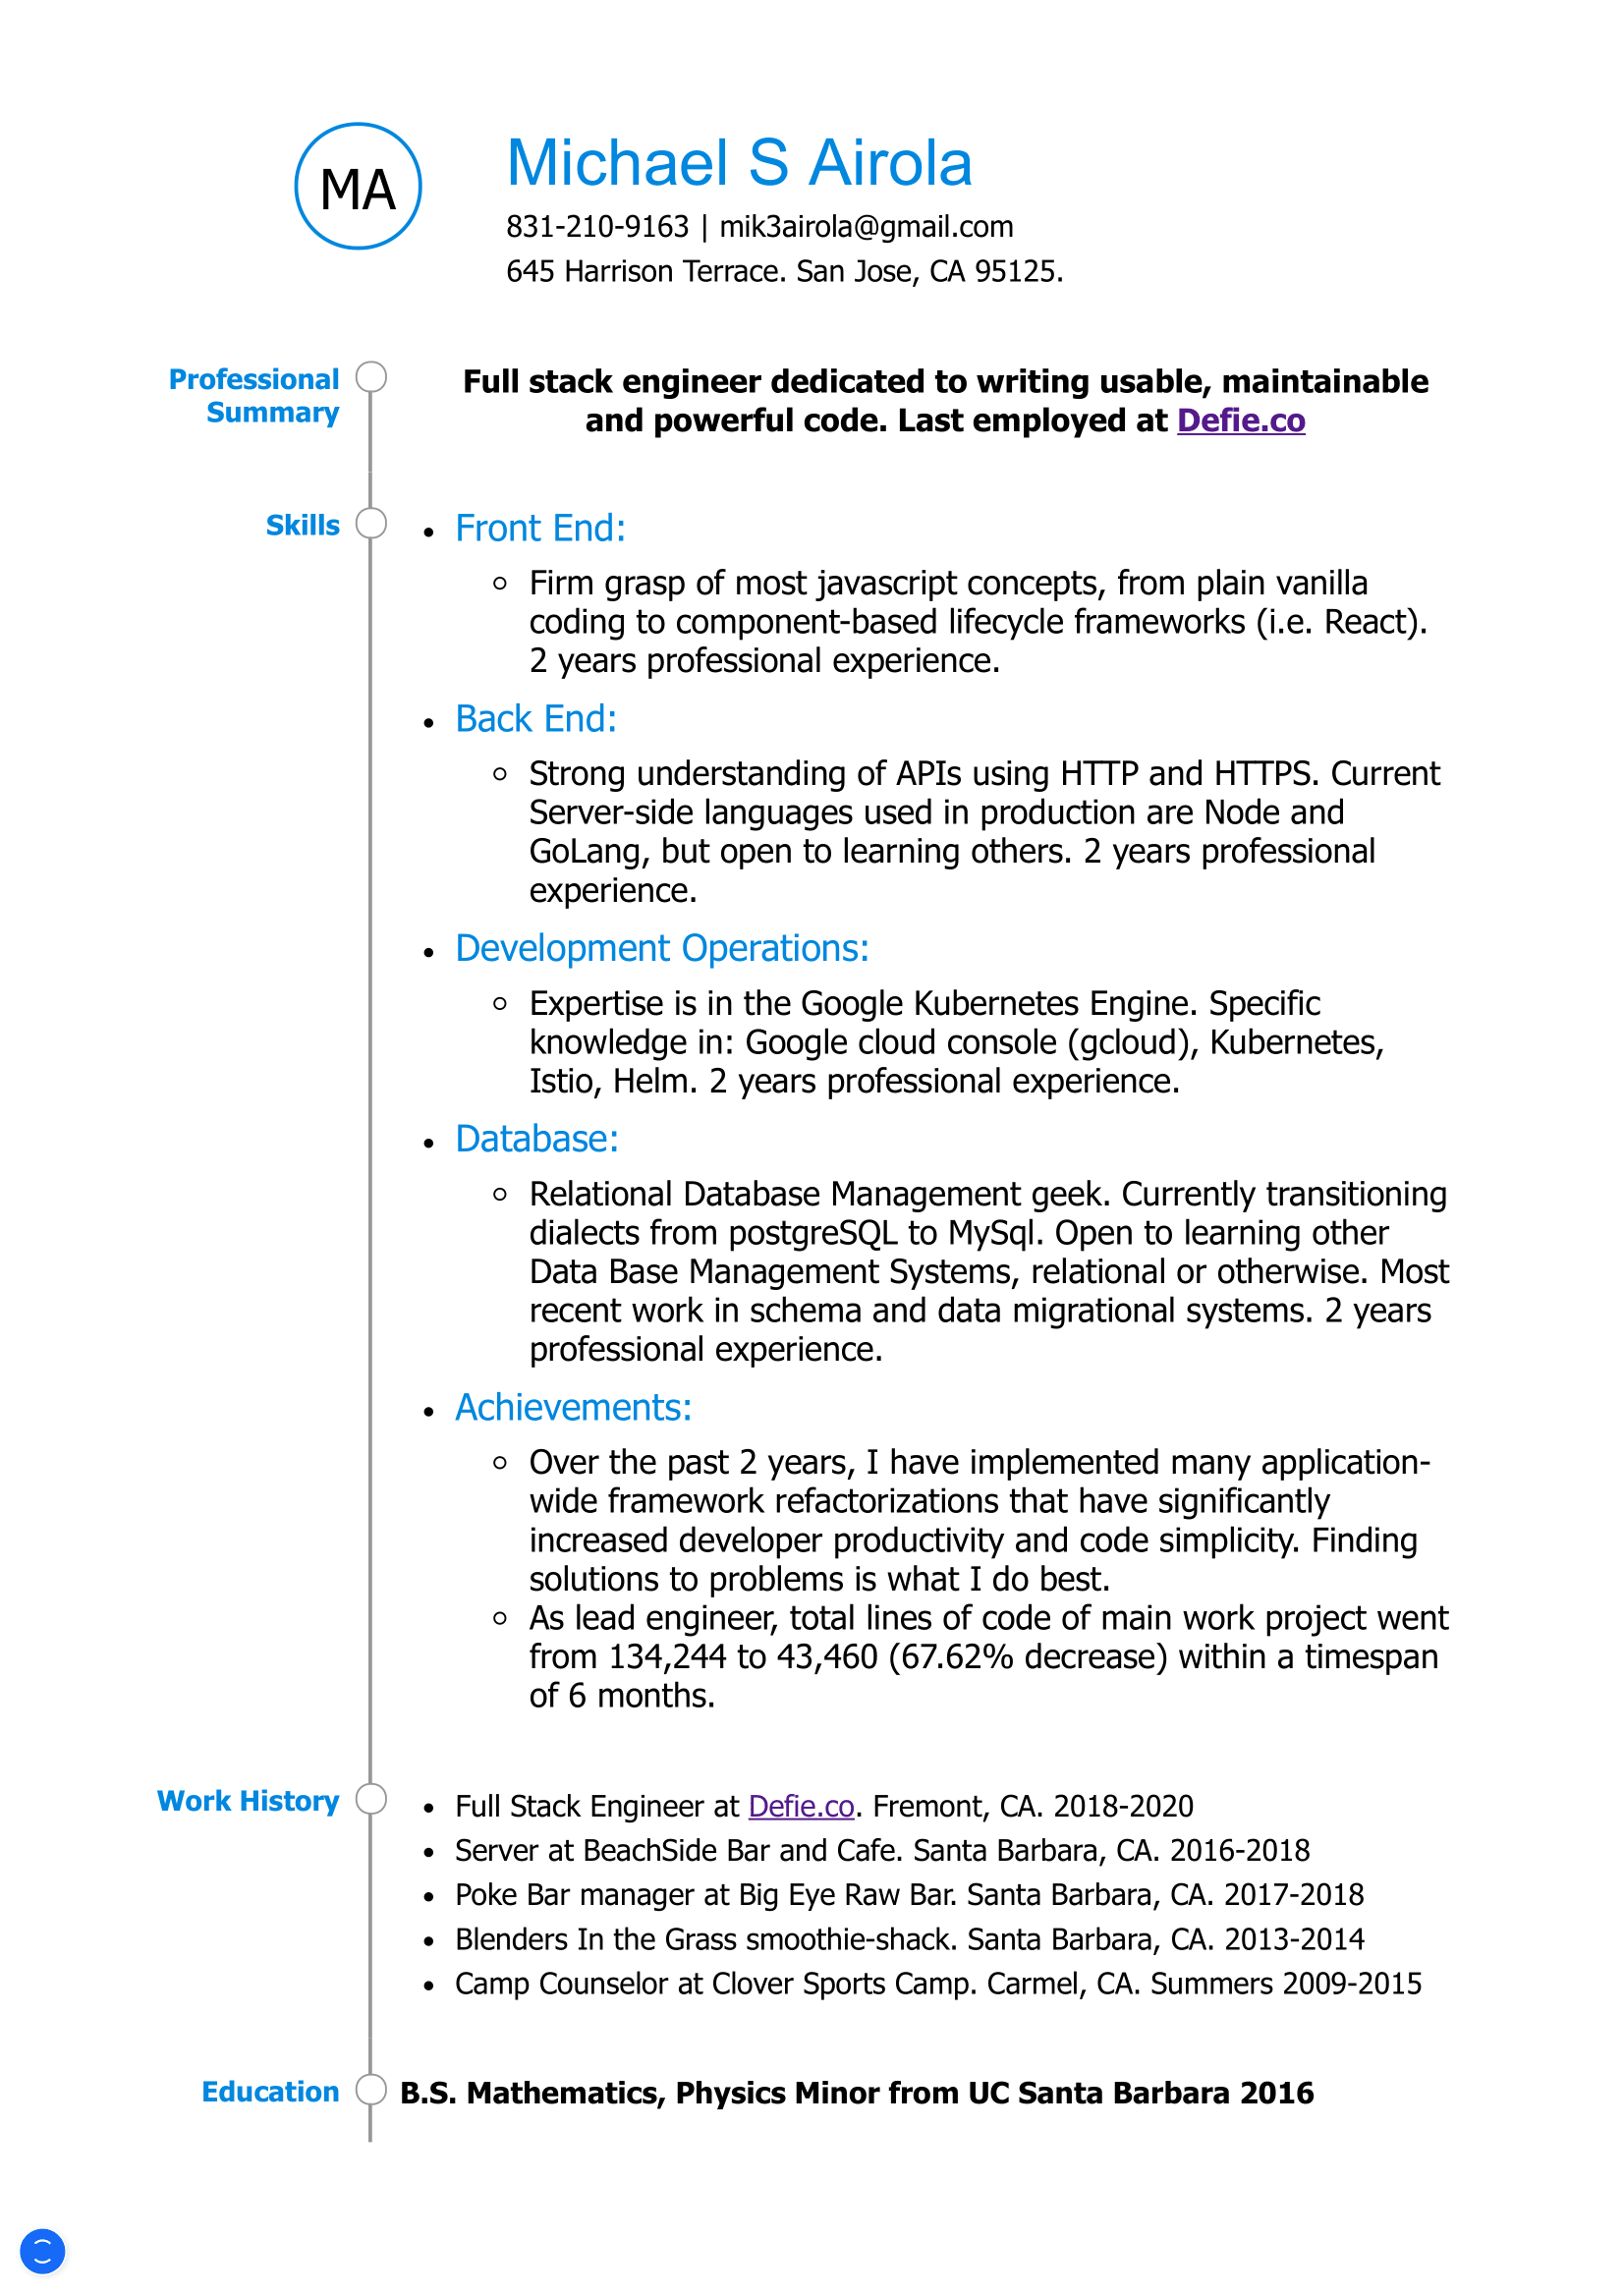 MA
Michael S Airola
831-210-9163 | mik3airola@gmail.com
645 Harrison Terrace. San Jose, CA 95125.
Professional
Summary
Full stack engineer dedicated to writing usable, maintainable
and powerful code. Last employed at Defie.co
Skills
• Front End:
○ Firm grasp of most javascript concepts, from plain vanilla
coding to component-based lifecycle frameworks (i.e. React).
2 years professional experience.
• Back End:
○ Strong understanding of APIs using HTTP and HTTPS. Current
Server-side languages used in production are Node and
GoLang, but open to learning others. 2 years professional
experience.
• Development Operations:
○ Expertise is in the Google Kubernetes Engine. Specific
knowledge in: Google cloud console (gcloud), Kubernetes,
Istio, Helm. 2 years professional experience.
• Database:
○ Relational Database Management geek. Currently transitioning
dialects from postgreSQL to MySql. Open to learning other
Data Base Management Systems, relational or otherwise. Most
recent work in schema and data migrational systems. 2 years
professional experience.
• Achievements:
○ Over the past 2 years, I have implemented many application-
wide framework refactorizations that have significantly
increased developer productivity and code simplicity. Finding
solutions to problems is what I do best.
○ As lead engineer, total lines of code of main work project went
from 134,244 to 43,460 (67.62% decrease) within a timespan
of 6 months.
Work History
• Full Stack Engineer at Defie.co. Fremont, CA. 2018-2020
• Server at BeachSide Bar and Cafe. Santa Barbara, CA. 2016-2018
• Poke Bar manager at Big Eye Raw Bar. Santa Barbara, CA. 2017-2018
• Blenders In the Grass smoothie-shack. Santa Barbara, CA. 2013-2014
• Camp Counselor at Clover Sports Camp. Carmel, CA. Summers 2009-2015
Education
B.S. Mathematics, Physics Minor from UC Santa Barbara 2016